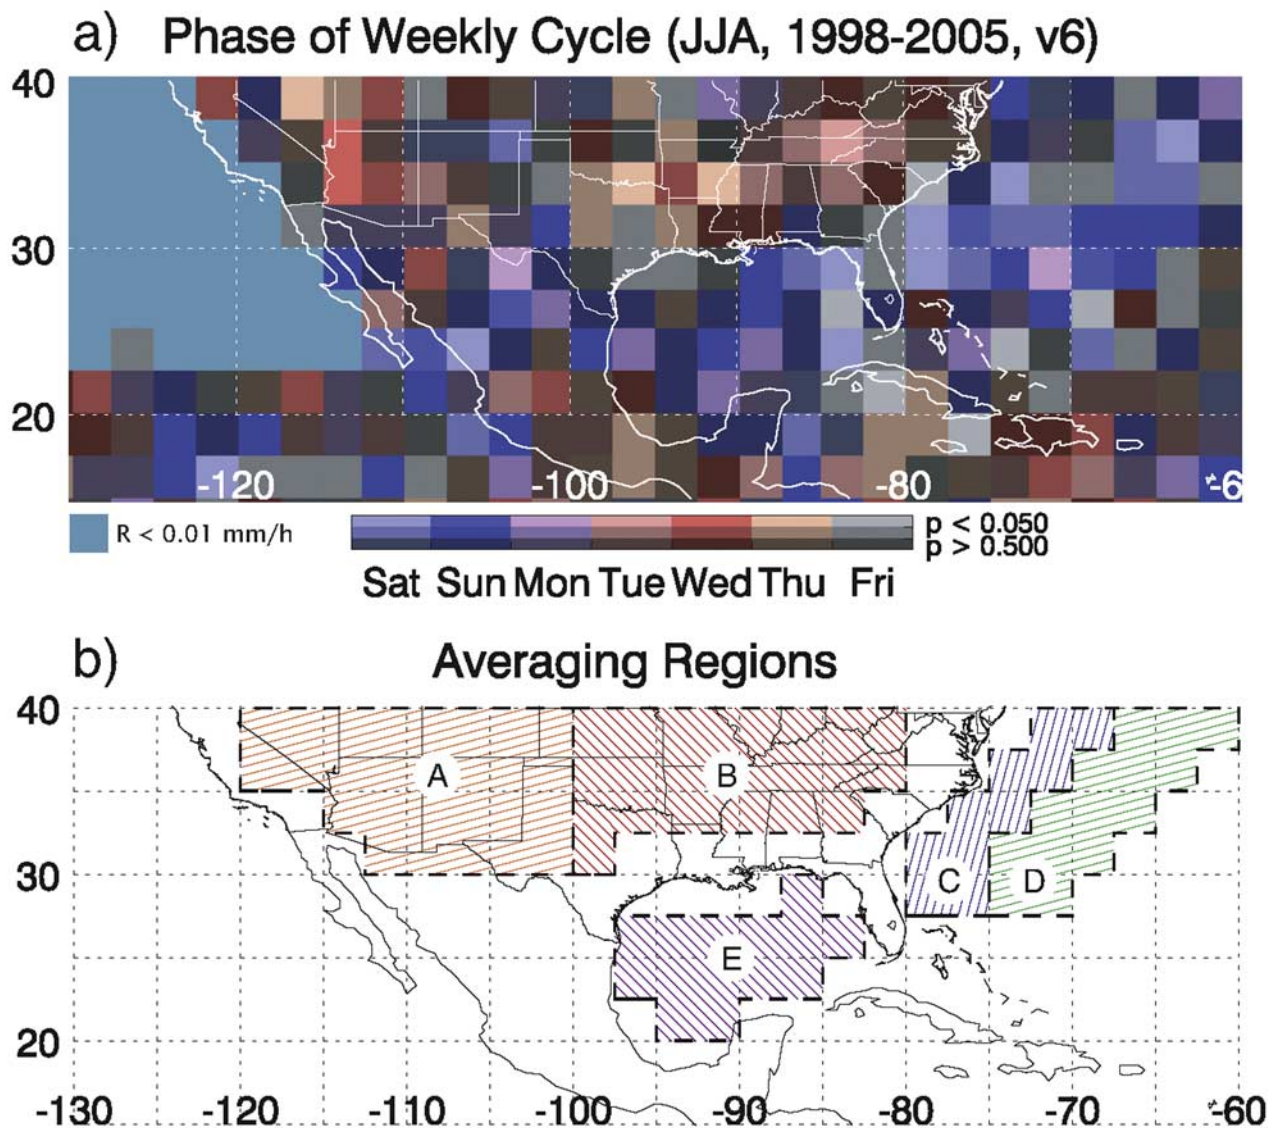 a) Phase of Weekly Cycle (JJA, 1998-2005, v6)
40
30
20
-120 -100 -80 -6
R < 0.01 mm/h
p < 0.050
p > 0.500
Sat Sun Mon Tue Wed Thu Fri
b) Averaging Regions
40
A B
30
C D
E
20
-130 -120 -110 -100 -90 -80 -70 -60